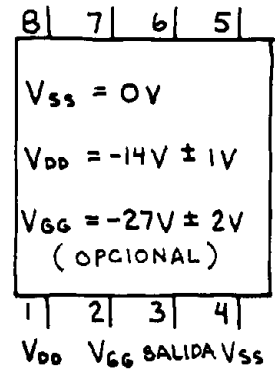 8 7 6 5
Vss = 0V
VDD = -14V ± 1V
VGG = -27V ± 2V
(OPCIONAL)
1 2 3 4
VDD VGG SALIDA VSS